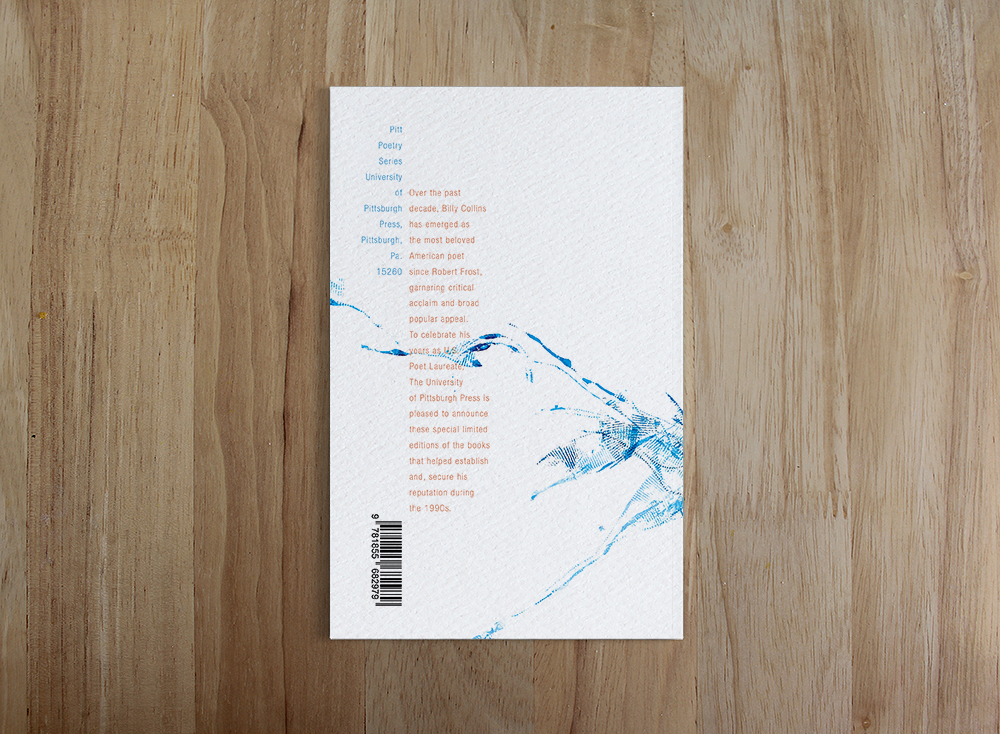 Pitt
Poetry
Series
University
of
Pittsburgh
Press,
Pittsburgh,
Pa.
15260
Over the past
decade, Billy Collins
has emerged as
the most beloved
American poet
since Robert Frost,
garnering critical
acclaim and broad
popular appeal.
To celebrate his
years as U.S.
Poet Laureate,
The University
of Pittsburgh Press is
pleased to announce
these special limited
editions of the books
that helped establish
and, secure his
reputation during
the 1990s.
9 781855 682979